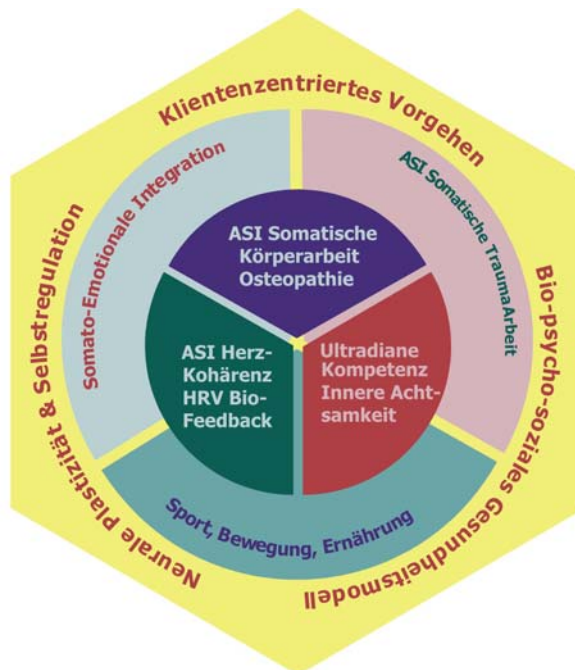 Klientenzentriertes Vorgehen
Somato-Emotionale Integration
ASI Somatische TraumaArbeit
Neurale Plastizität & Selbstregulation
Bio-psycho-soziales Gesundheitsmodell
ASI Somatische
Körperarbeit
Osteopathie
ASI Herz-
Kohärenz
HRV Bio-
Feedback
Ultradiane
Kompetenz
Innere Acht-
samkeit
Sport, Bewegung, Ernährung